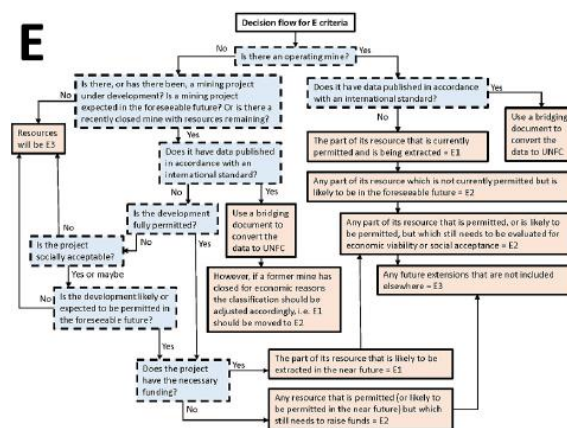 E
Decision flow for E criteria
No
Is there an operating mine?
Yes
Is there, or has there been, a mining project
under development? Is a mining project
expected in the foreseeable future? Or is there a
recently closed mine with resources remaining?
Does it have data published in accordance
with an international standard?
Yes
No
No
Resources
will be E3
Yes
Use a bridging
document to
convert the
data to UNFC
Does it have data published
in accordance with an
international standard?
The part of its resource that is currently
permitted and is being extracted = E1
Any part of its resource which is not currently permitted but is
likely to be in the foreseeable future = E2
No
Yes
Is the development
fully permitted?
Use a bridging
document to
convert the
data to UNFC
Any part of its resource that is permitted, or is likely to
be permitted, but which still needs to be evaluated for
economic viability or social acceptance = E2
No
Yes
Is the project
socially acceptable?
Any future extensions that are not included
elsewhere = E3
However, if a former mine has
closed for economic reasons
the classification should be
adjusted accordingly, i.e. E1
should be moved to E2
Yes or maybe
No
Is the development likely or
expected to be permitted in
the foreseeable future?
Yes
Does the project
have the necessary
funding?
Yes
The part of its resource that is likely to be
extracted in the near future = E1
No
Any resource that is permitted (or likely to
be permitted in the near future) but which
still needs to raise funds = E2